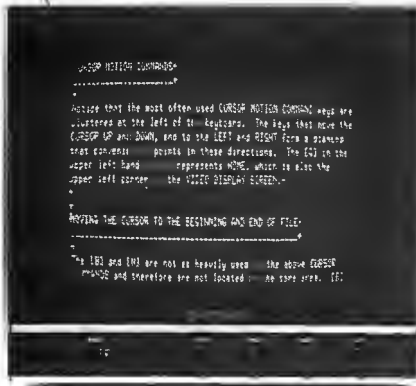 CURSOR MOTION COMMANDS
Notice that the most often used CURSOR MOTION COMMAND keys are
clustered at the left of the keyboard. The keys that move the
CURSOR UP and DOWN, and to the LEFT and RIGHT form a diamond
that points in these directions. The in the
upper left hand represents HOME, which is also the
upper left corner the VIDEO DISPLAY SCREEN.
MOVING THE CURSOR TO THE BEGINNING AND END OF FILE
The [B] and [N] are not as heavily used the above CURSOR
and therefore are not located the same area.